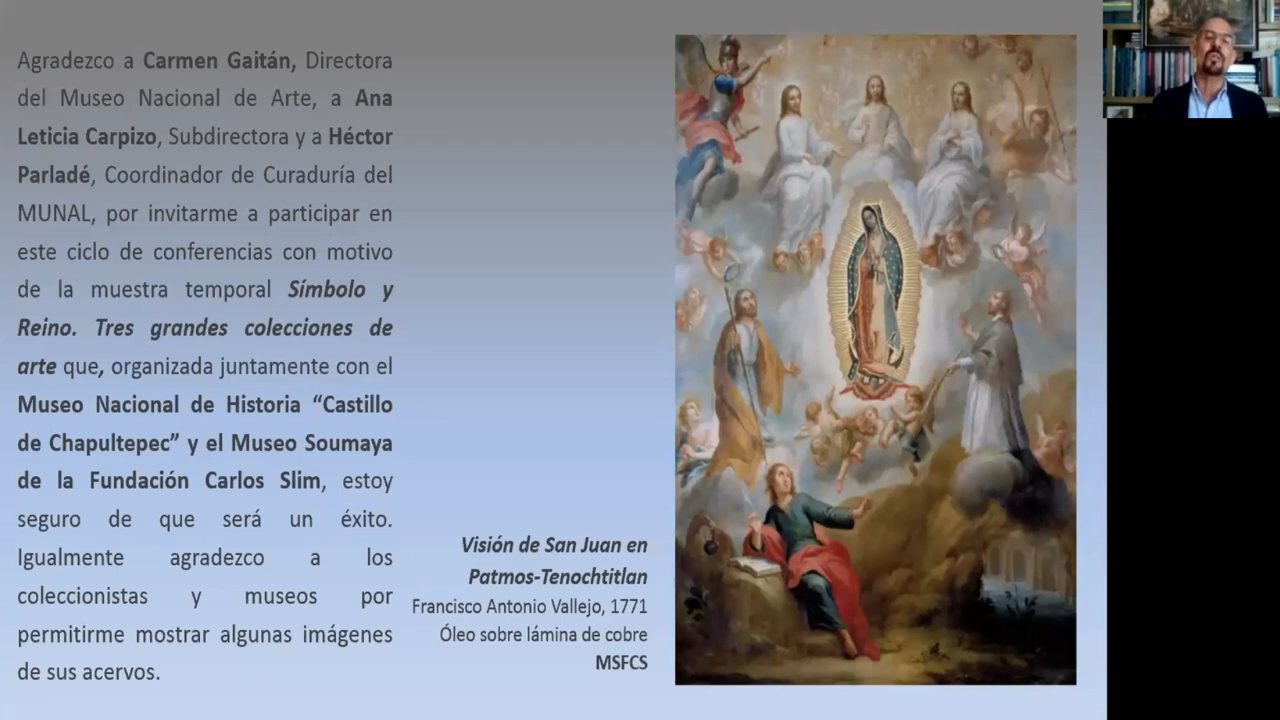 Agradezco a Carmen Gaitán, Directora
del Museo Nacional de Arte, a Ana
Leticia Carpizo, Subdirectora y a Héctor
Parladé, Coordinador de Curaduría del
MUNAL, por invitarme a participar en
este ciclo de conferencias con motivo
de la muestra temporal Símbolo y
Reino. Tres grandes colecciones de
arte que, organizada juntamente con el
Museo Nacional de Historia “Castillo
de Chapultepec” y el Museo Soumaya
de la Fundación Carlos Slim, estoy
seguro de que será un éxito.
Igualmente agradezco a los
coleccionistas y museos por
permitirme mostrar algunas imágenes
de sus acervos.
Visión de San Juan en
Patmos-Tenochtitlan
Francisco Antonio Vallejo, 1771
Óleo sobre lámina de cobre
MSFCS